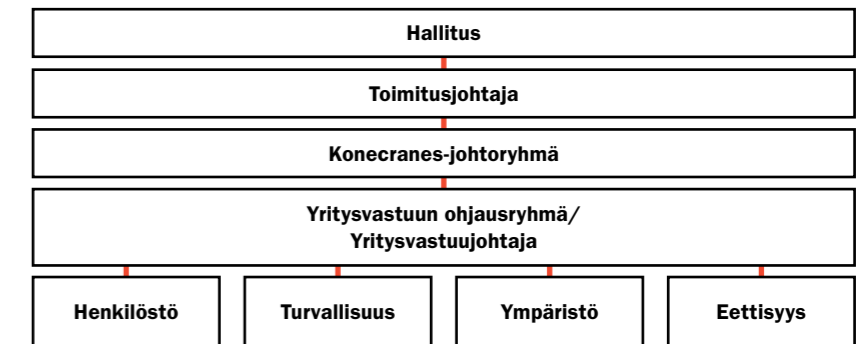 Hallitus
Toimitusjohtaja
Konecranes-johtoryhmä
Yritysvastuun ohjausryhmä/
Yritysvastuujohtaja
Henkilöstö
Turvallisuus
Ympäristö
Eettisyys